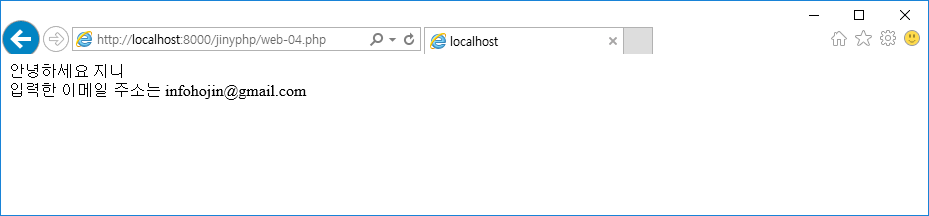 http://localhost:8000/jinyphp/web-04.php
localhost
안녕하세요 지니
입력한 이메일 주소는 infohojin@gmail.com